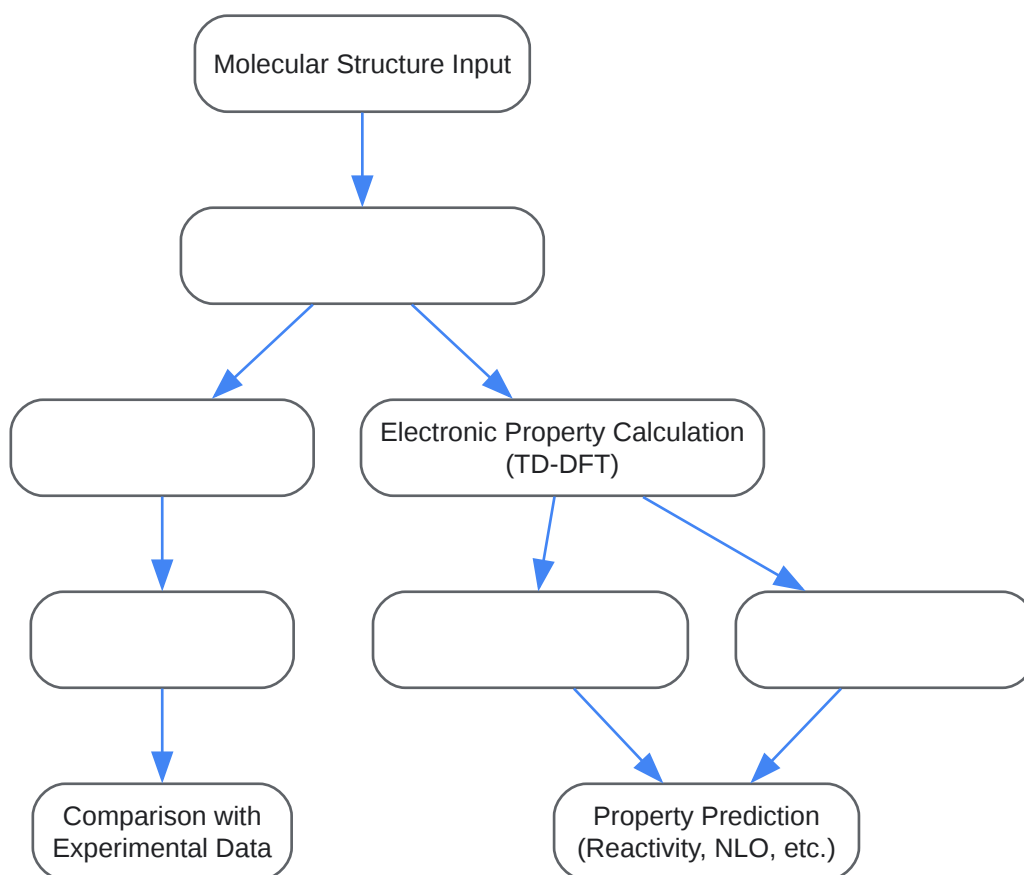 Molecular Structure Input
Electronic Property Calculation
(TD-DFT)
Comparison with
Experimental Data
Property Prediction
(Reactivity, NLO, etc.)